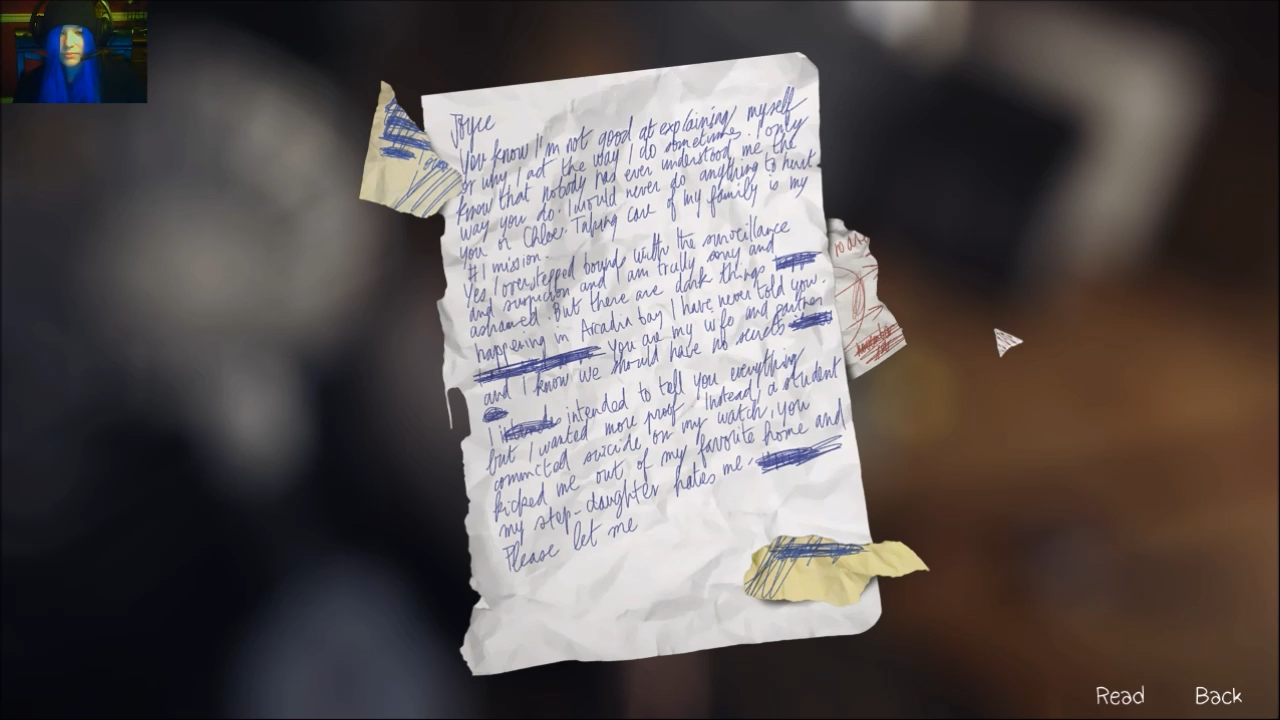 Joyce
You know I'm not good at explaining myself
or why I act the way I do sometimes. I only
know that nobody has ever understood me the
way you do. I would never do anything to hurt
you or Chloe. Taking care of my family is my
#1 mission.
Yes I overstepped bounds with the surveillance
and suspicion and I am trully sorry and
ashamed. But there are dark things
happening in Arcadia bay I have never told you.
You are my wife and partner
and I know we should have no secrets
I intended to tell you everything
but I wanted more proof. Instead, a student
commited suicide on my watch, you
kicked me out of my favorite home and
my step-daughter hates me.
Please let me
Read
Back